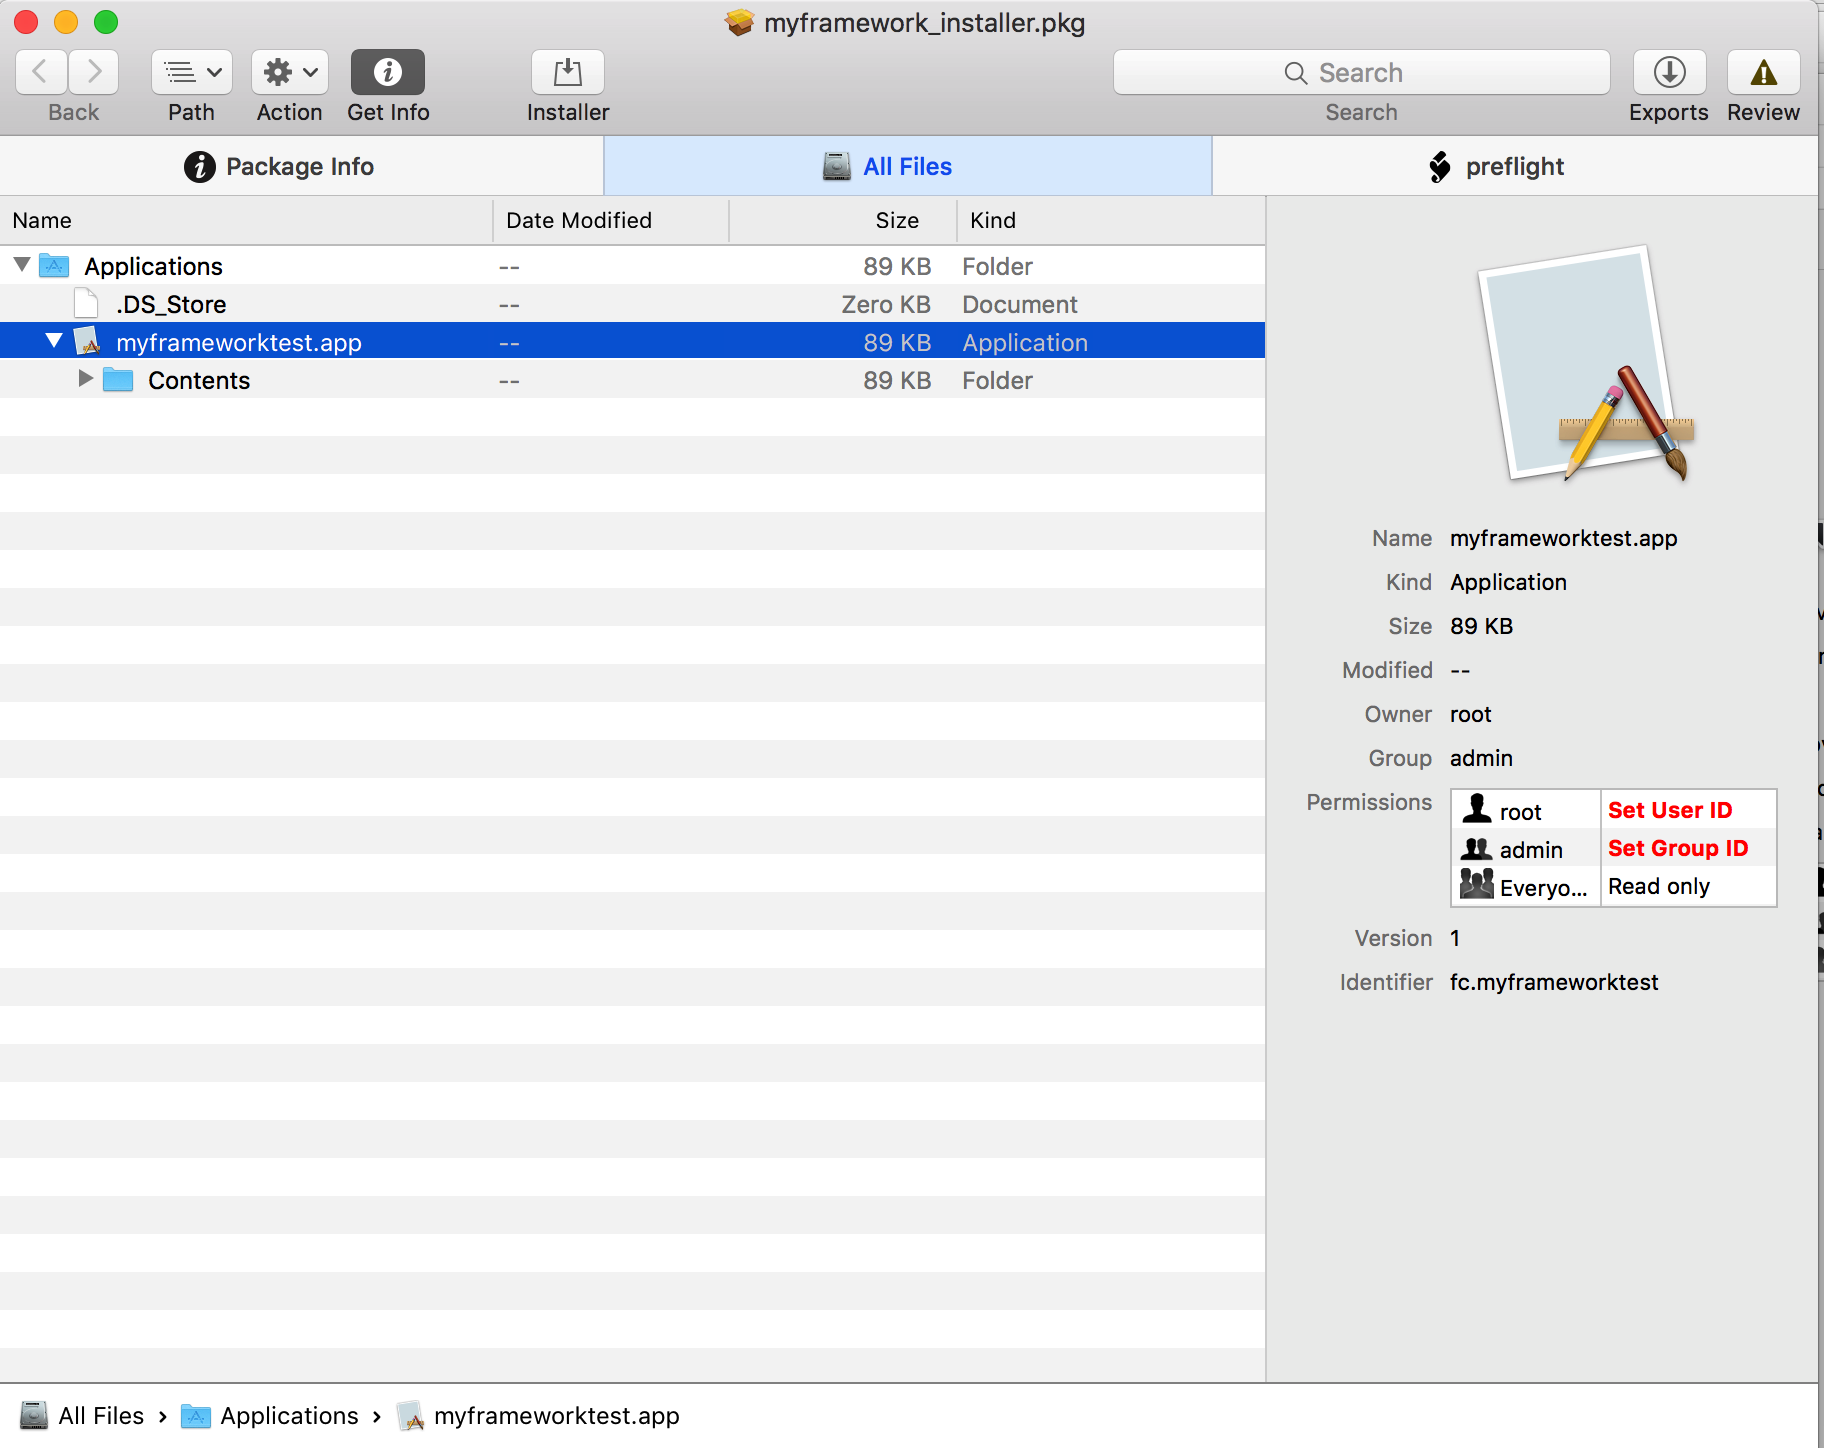 myframework_installer.pkg
Search
Back
Path
Action
Get Info
Installer
Search
Exports
Review
Package Info
All Files
preflight
Name
Date Modified
Size
Kind
Applications
--
89 KB
Folder
.DS_Store
--
Zero KB
Document
myframeworktest.app
--
89 KB
Application
Contents
--
89 KB
Folder
Name myframeworktest.app
Kind Application
Size 89 KB
Modified --
Owner root
Group admin
Permissions
root Set User ID
admin Set Group ID
Everyo... Read only
Version 1
Identifier fc.myframeworktest
All Files › Applications › myframeworktest.app